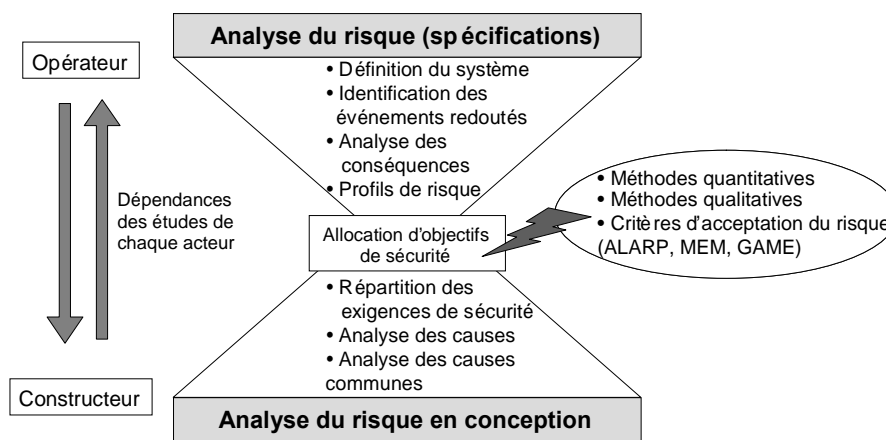 Analyse du risque (sp écifications)
Opérateur
• Définition du système
• Identification des
événements redoutés
• Analyse des
conséquences
• Profils de risque
Dépendances
des études de
chaque acteur
Allocation d'objectifs
de sécurité
• Méthodes quantitatives
• Méthodes qualitatives
• Critères d'acceptation du risque
(ALARP, MEM, GAME)
• Répartition des
exigences de sécurité
• Analyse des causes
• Analyse des causes
communes
Constructeur
Analyse du risque en conception